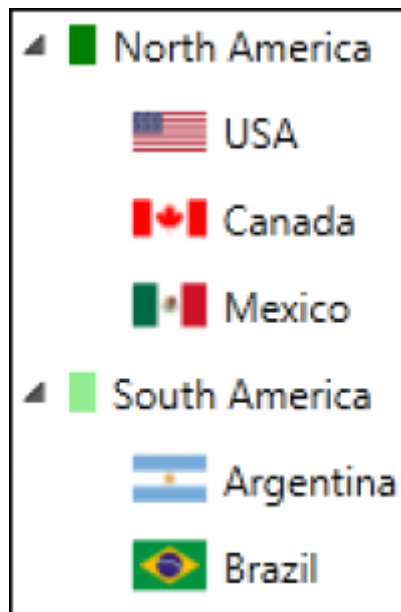 North America
USA
Canada
Mexico
South America
Argentina
Brazil